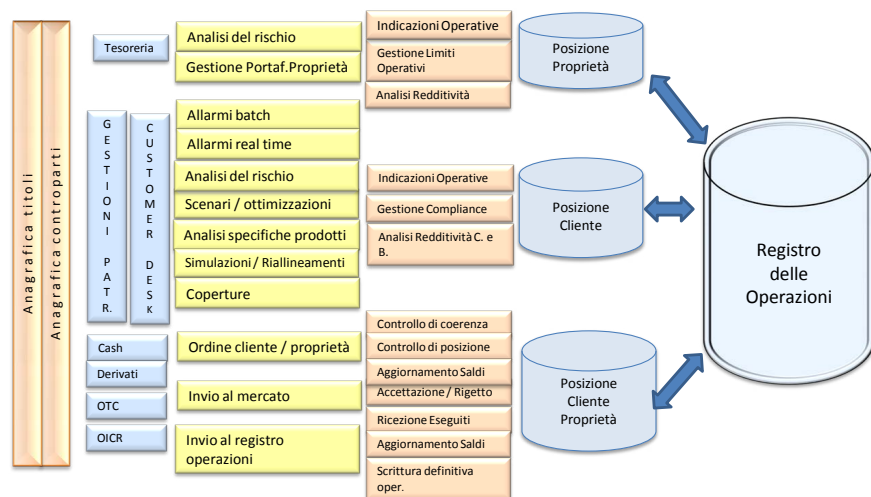 Anagrafica titoli
Anagrafica controparti
Tesoreria
Analisi del rischio
Gestione Portaf.Proprietà
Indicazioni Operative
Gestione Limiti
Operativi
Analisi Redditività
Posizione
Proprietà
GESTIONI PATR.
CUSTOMER DESK
Allarmi batch
Allarmi real time
Analisi del rischio
Scenari / ottimizzazioni
Analisi specifiche prodotti
Simulazioni / Riallineamenti
Coperture
Indicazioni Operative
Gestione Compliance
Analisi Redditività C. e
B.
Posizione
Cliente
Registro
delle
Operazioni
Cash
Derivati
OTC
OICR
Ordine cliente / proprietà
Invio al mercato
Invio al registro
operazioni
Controllo di coerenza
Controllo di posizione
Aggiornamento Saldi
Accettazione / Rigetto
Ricezione Eseguiti
Aggiornamento Saldi
Scrittura definitiva
oper.
Posizione
Cliente
Proprietà